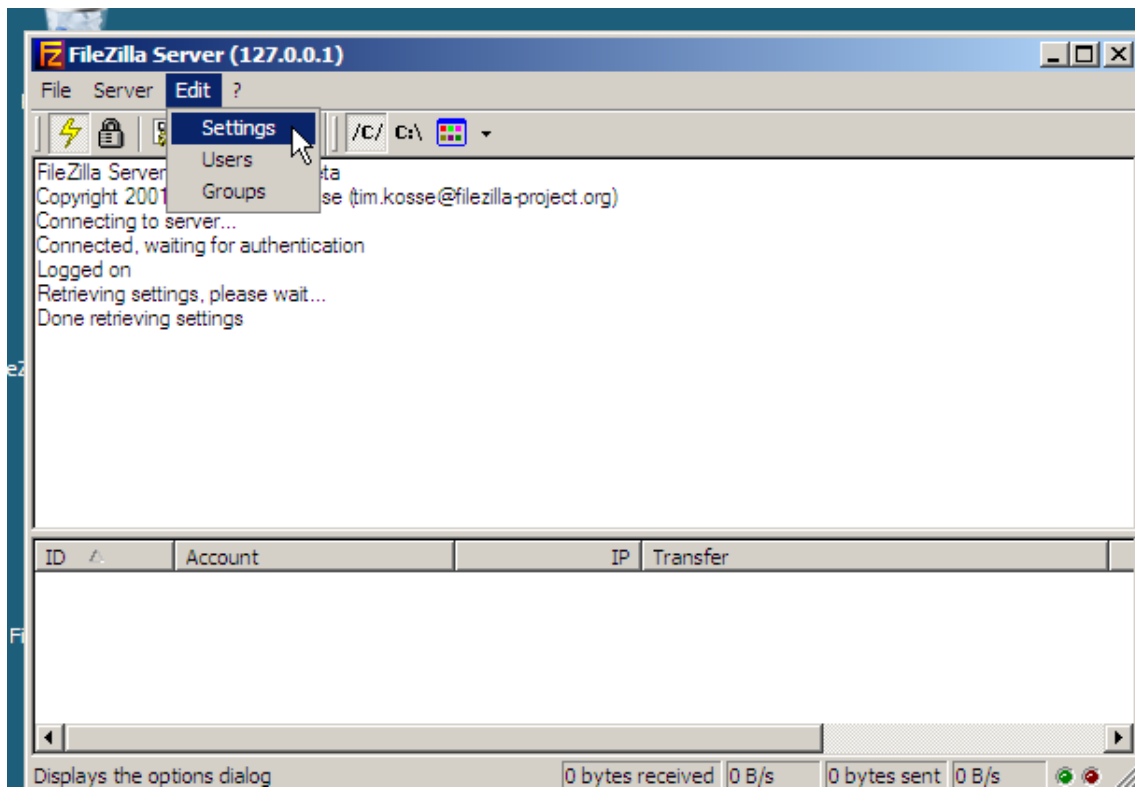 FileZilla Server (127.0.0.1)
File Server Edit ?
Settings
Users
Groups
/C/ C:\
FileZilla Server
Copyright 2001 se (tim.kosse@filezilla-project.org)
Connecting to server...
Connected, waiting for authentication
Logged on
Retrieving settings, please wait...
Done retrieving settings
ID Account IP Transfer
Displays the options dialog 0 bytes received 0 B/s 0 bytes sent 0 B/s